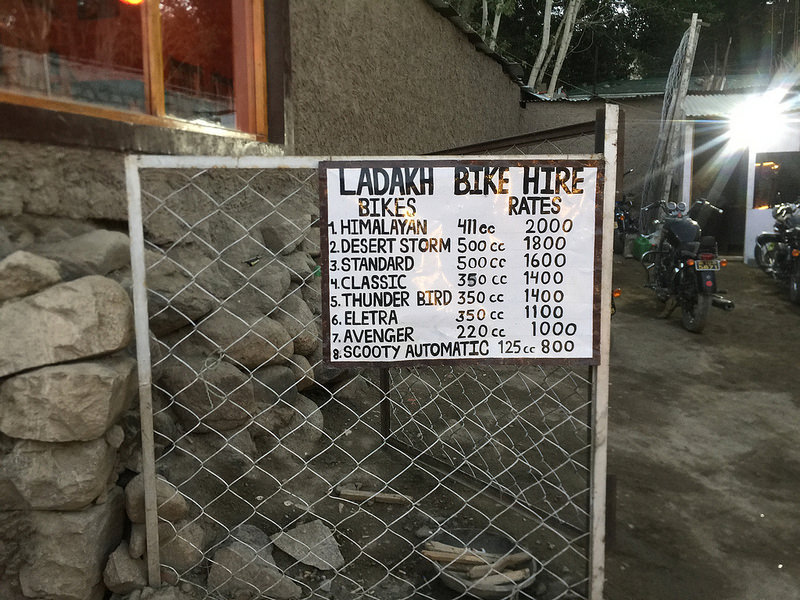 LADAKH BIKE HIRE
BIKES RATES
1. HIMALAYAN 411cc 2000
2. DESERT STORM 500cc 1800
3. STANDARD 500cc 1600
4. CLASSIC 350cc 1400
5. THUNDER BIRD 350cc 1400
6. ELETRA 350cc 1100
7. AVENGER 220cc 1000
8. SCOOTY AUTOMATIC 125cc 800